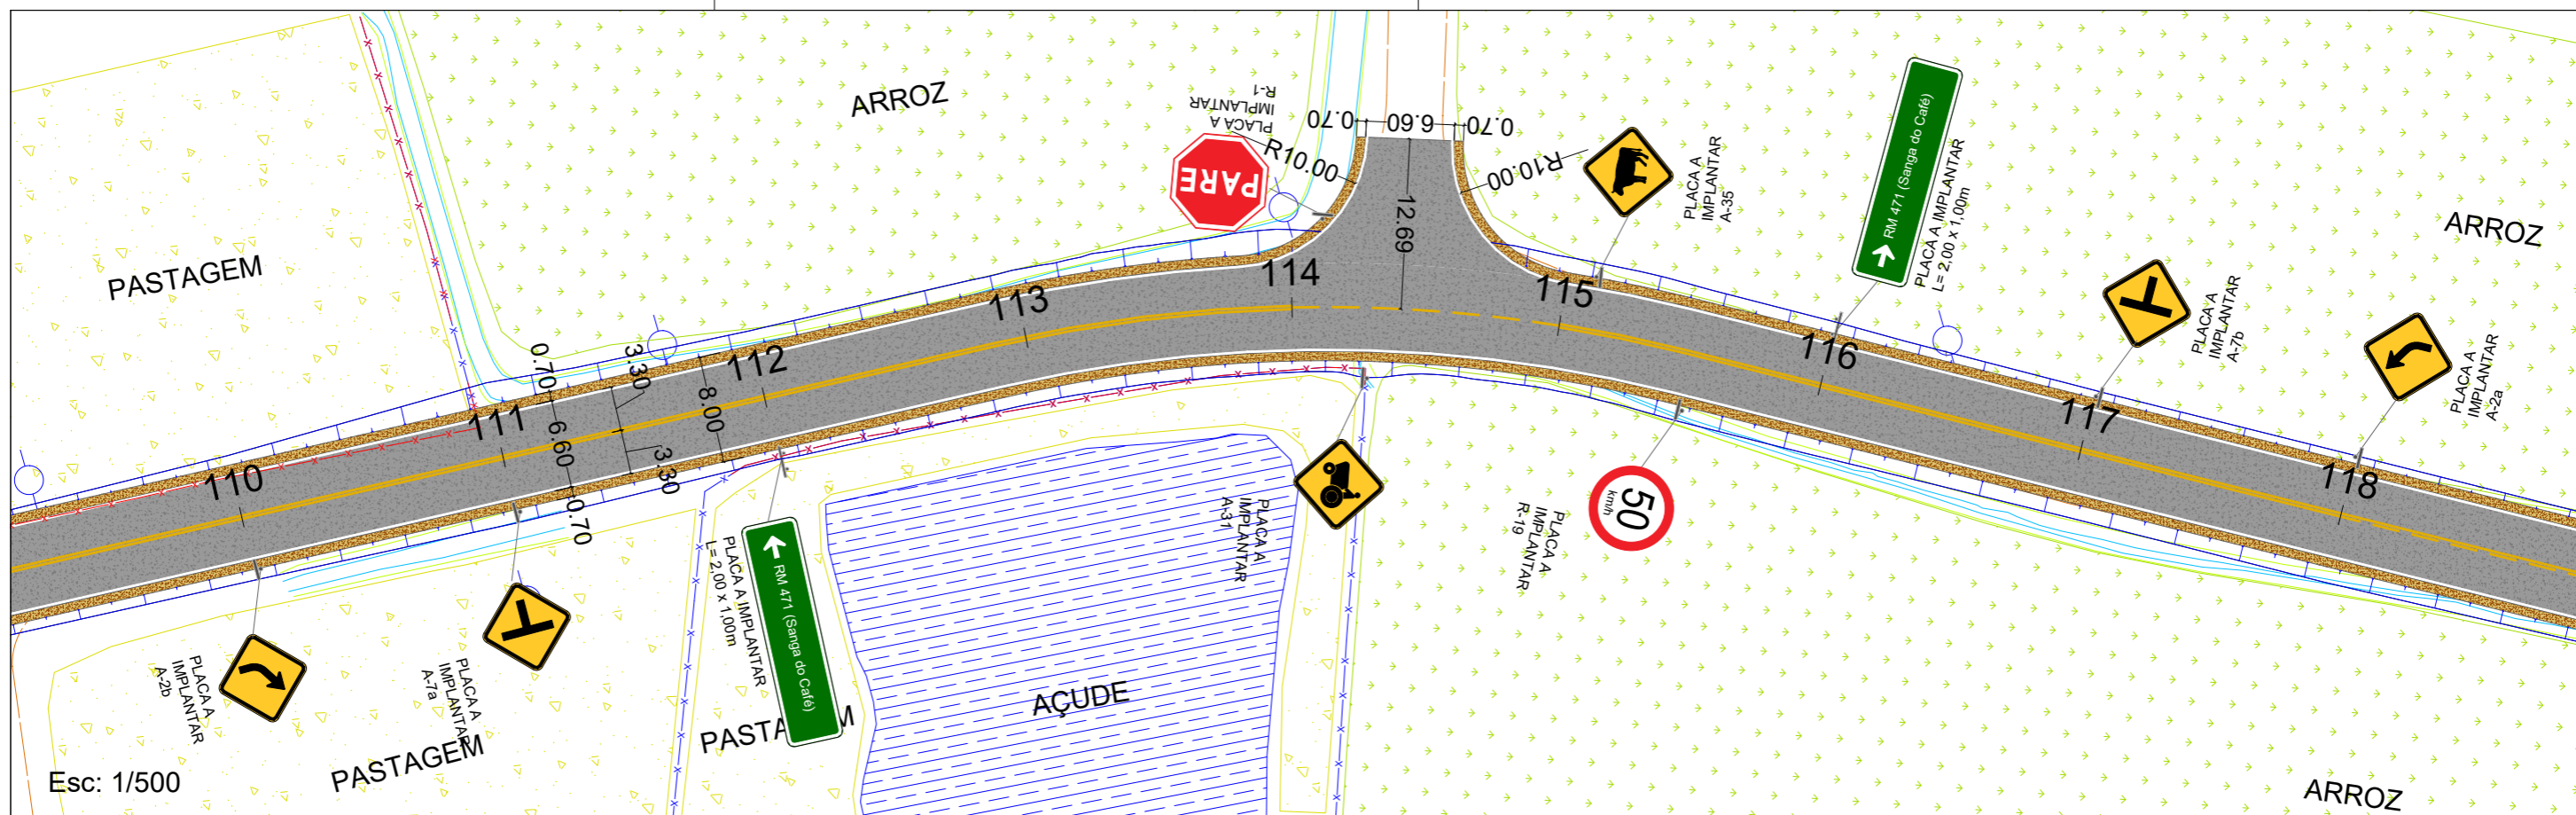 ARROZ
PLACA A
IMPLANTAR
R-1
PARE
R10.00
0.70
6.60
0.70
R10.00
12.69
PLACA A
IMPLANTAR
A-35
RM 471 (Sanga do Café)
PLACA A IMPLANTAR
L= 2,00 x 1,00m
ARROZ
PASTAGEM
110
111
112
113
114
115
116
117
118
0.70
6.60
0.70
3.30
3.30
8.00
PLACA A
IMPLANTAR
A-7b
PLACA A
IMPLANTAR
A-2a
PLACA A
IMPLANTAR
A-2b
PLACA A
IMPLANTAR
A-7a
PASTAGEM
PLACA A IMPLANTAR
L= 2,00 x 1,00m
RM 471 (Sanga do Café)
PASTAGEM
AÇUDE
PLACA A
IMPLANTAR
A-31
PLACA A
IMPLANTAR
R-19
50
km/h
ARROZ
Esc: 1/500